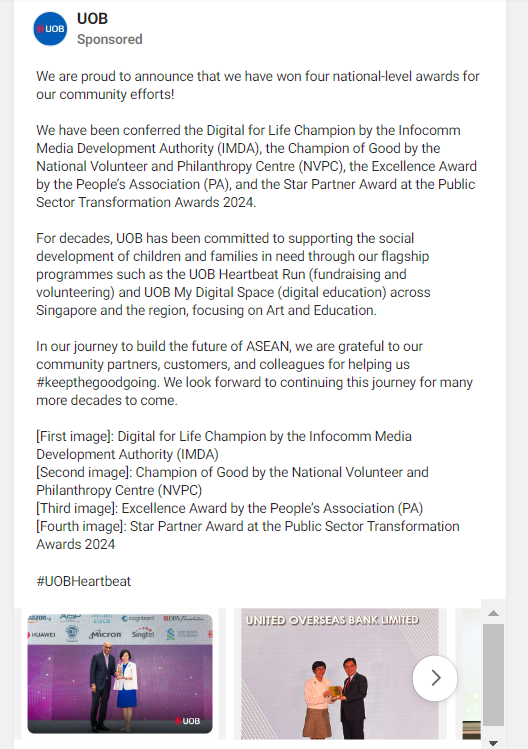 UOB
UOB
Sponsored
We are proud to announce that we have won four national-level awards for
our community efforts!
We have been conferred the Digital for Life Champion by the Infocomm
Media Development Authority (IMDA), the Champion of Good by the
National Volunteer and Philanthropy Centre (NVPC), the Excellence Award
by the People's Association (PA), and the Star Partner Award at the Public
Sector Transformation Awards 2024.
For decades, UOB has been committed to supporting the social
development of children and families in need through our flagship
programmes such as the UOB Heartbeat Run (fundraising and
volunteering) and UOB My Digital Space (digital education) across
Singapore and the region, focusing on Art and Education.
In our journey to build the future of ASEAN, we are grateful to our
community partners, customers, and colleagues for helping us
#keepthegoodgoing. We look forward to continuing this journey for many
more decades to come.
[First image]: Digital for Life Champion by the Infocomm Media
Development Authority (IMDA)
[Second image]: Champion of Good by the National Volunteer and
Philanthropy Centre (NVPC)
[Third image]: Excellence Award by the People's Association (PA)
[Fourth image]: Star Partner Award at the Public Sector Transformation
Awards 2024
#UOBHeartbeat
cognizant
HUAWEI
Micron
Singtel
UOB
UNITED OVERSEAS BANK LIMITED